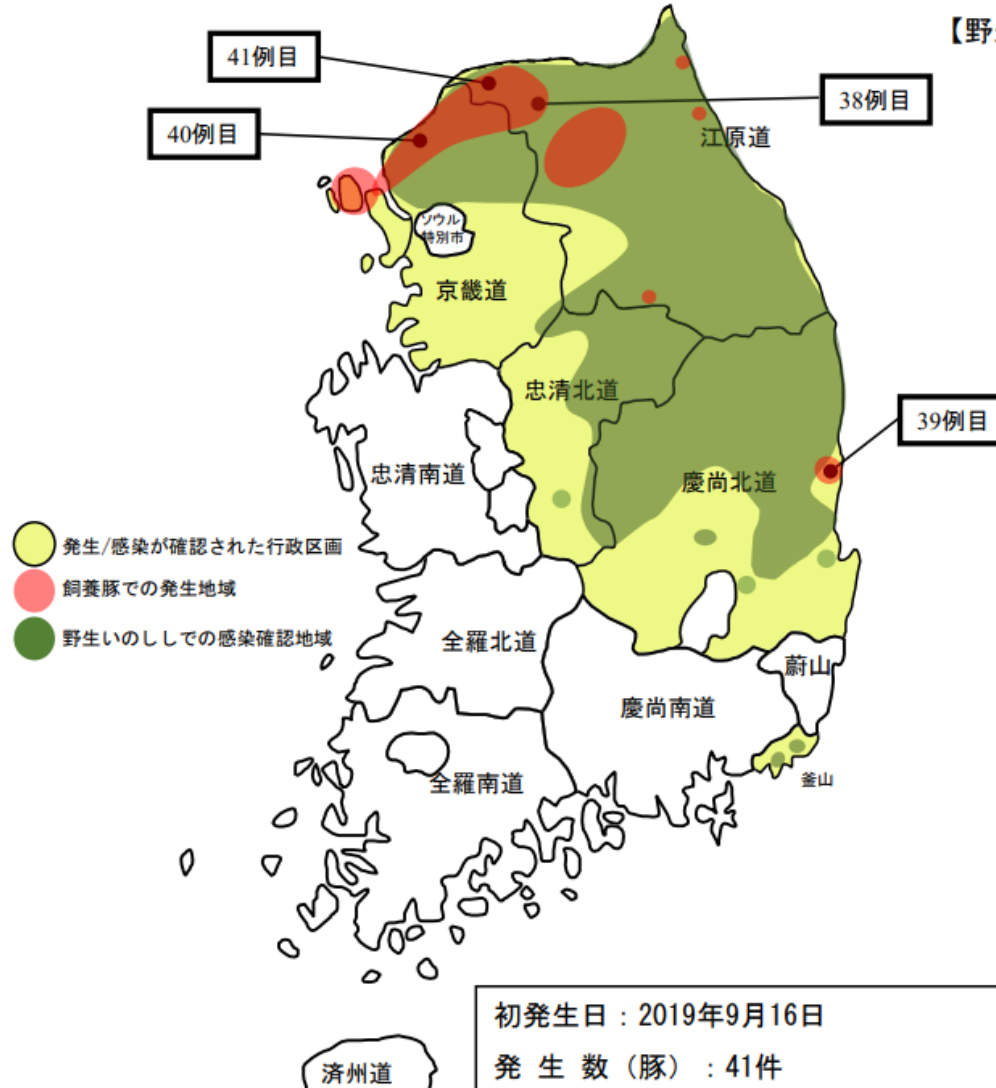 【野
41例目
38例目
40例目
江原道
ソウル
特別市
京畿道
忠清北道
39例目
忠清南道
慶尚北道
発生/感染が確認された行政区画
飼養豚での発生地域
野生いのししでの感染確認地域
全羅北道
蔚山
慶尚南道
釜山
全羅南道
初発生日：2019年9月16日
発 生 数（豚）：41件
済州道